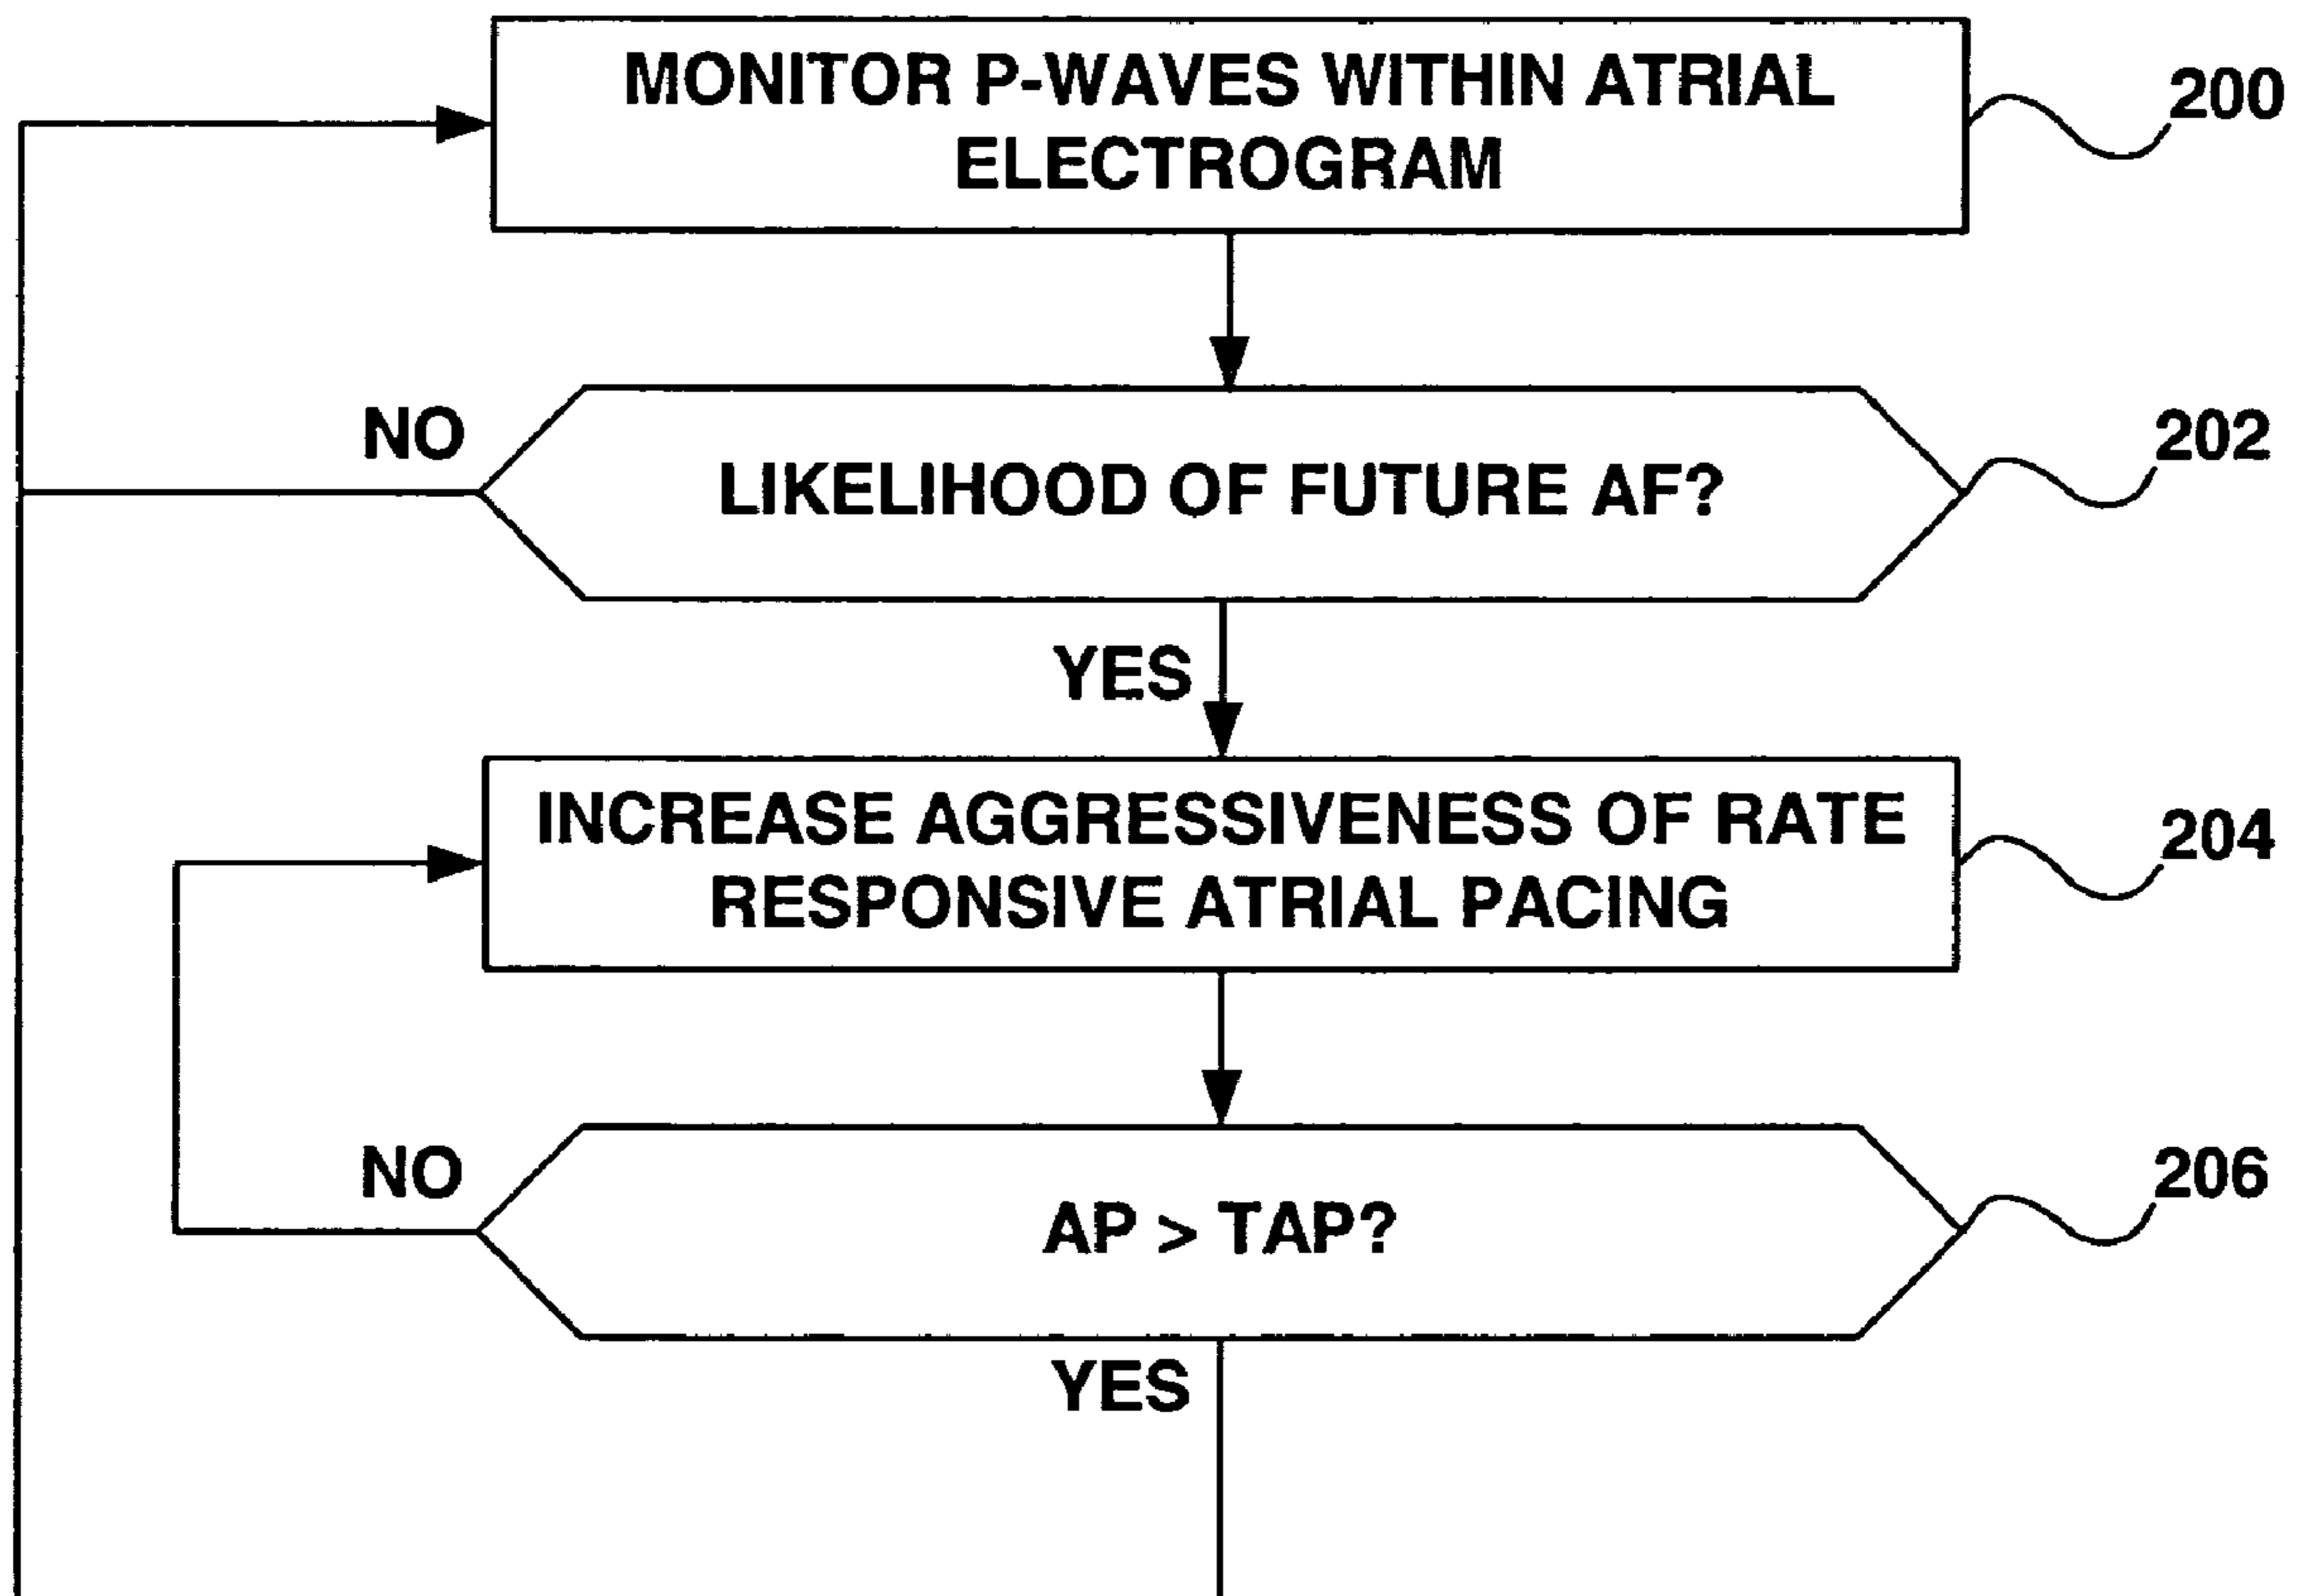 MONITOR P-WAVES WITHIN ATRIAL
ELECTROGRAM
200
NO
LIKELIHOOD OF FUTURE AF?
202
YES
INCREASE AGGRESSIVENESS OF RATE
RESPONSIVE ATRIAL PACING
204
NO
AP > TAP?
206
YES